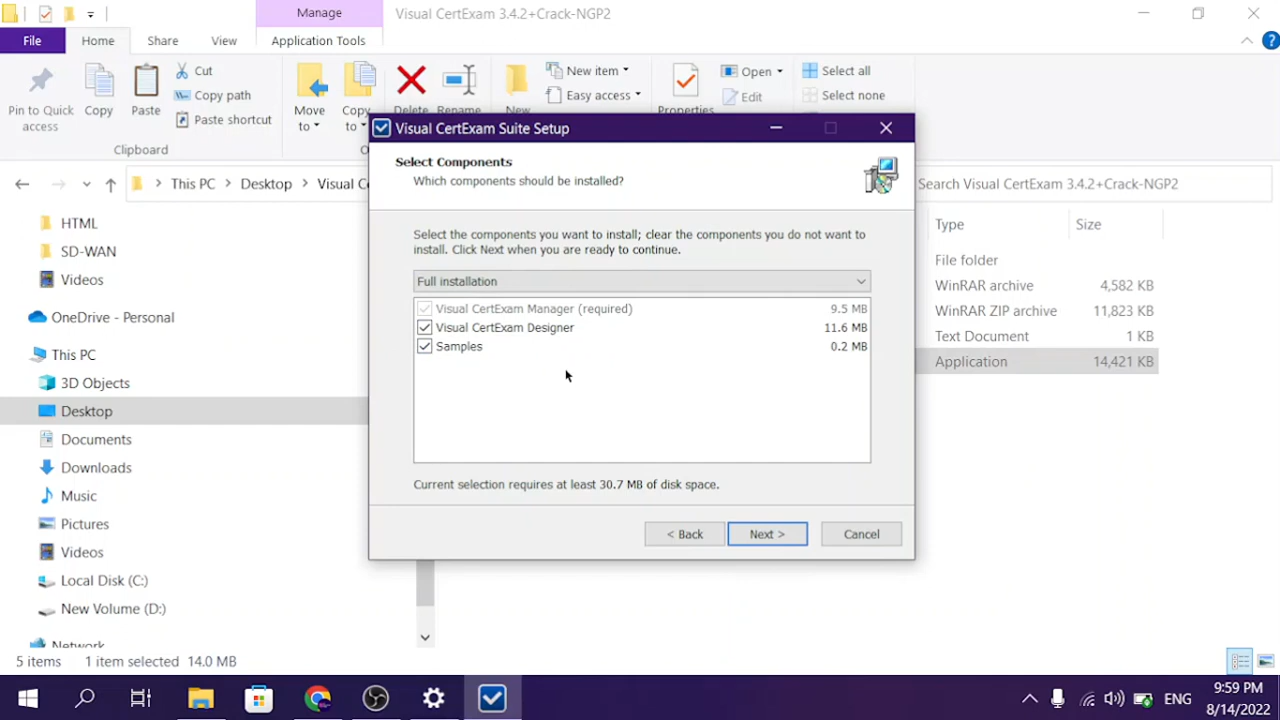 Manage
Visual CertExam 3.4.2+Crack-NGP2
File
Home
Share
View
Application Tools
Pin to Quick
access
Copy
Paste
Cut
Copy path
Paste shortcut
Clipboard
Move
to
Copy
to
Delete
Rename
New
New item
Easy access
Properties
Open
Edit
Select all
Select none
This PC
Desktop
Search Visual CertExam 3.4.2+Crack-NGP2
HTML
SD-WAN
Videos
OneDrive - Personal
This PC
3D Objects
Desktop
Documents
Downloads
Music
Pictures
Videos
Local Disk (C:)
New Volume (D:)
Network
Visual CertExam Suite Setup
Select Components
Which components should be installed?
Select the components you want to install; clear the components you do not want to
install. Click Next when you are ready to continue.
Full installation
Visual CertExam Manager (required) 9.5 MB
Visual CertExam Designer 11.6 MB
Samples 0.2 MB
Current selection requires at least 30.7 MB of disk space.
< Back
Next >
Cancel
Type Size
File folder
WinRAR archive 4,582 KB
WinRAR ZIP archive 11,823 KB
Text Document 1 KB
Application 14,421 KB
5 items 1 item selected 14.0 MB
ENG
9:59 PM
8/14/2022